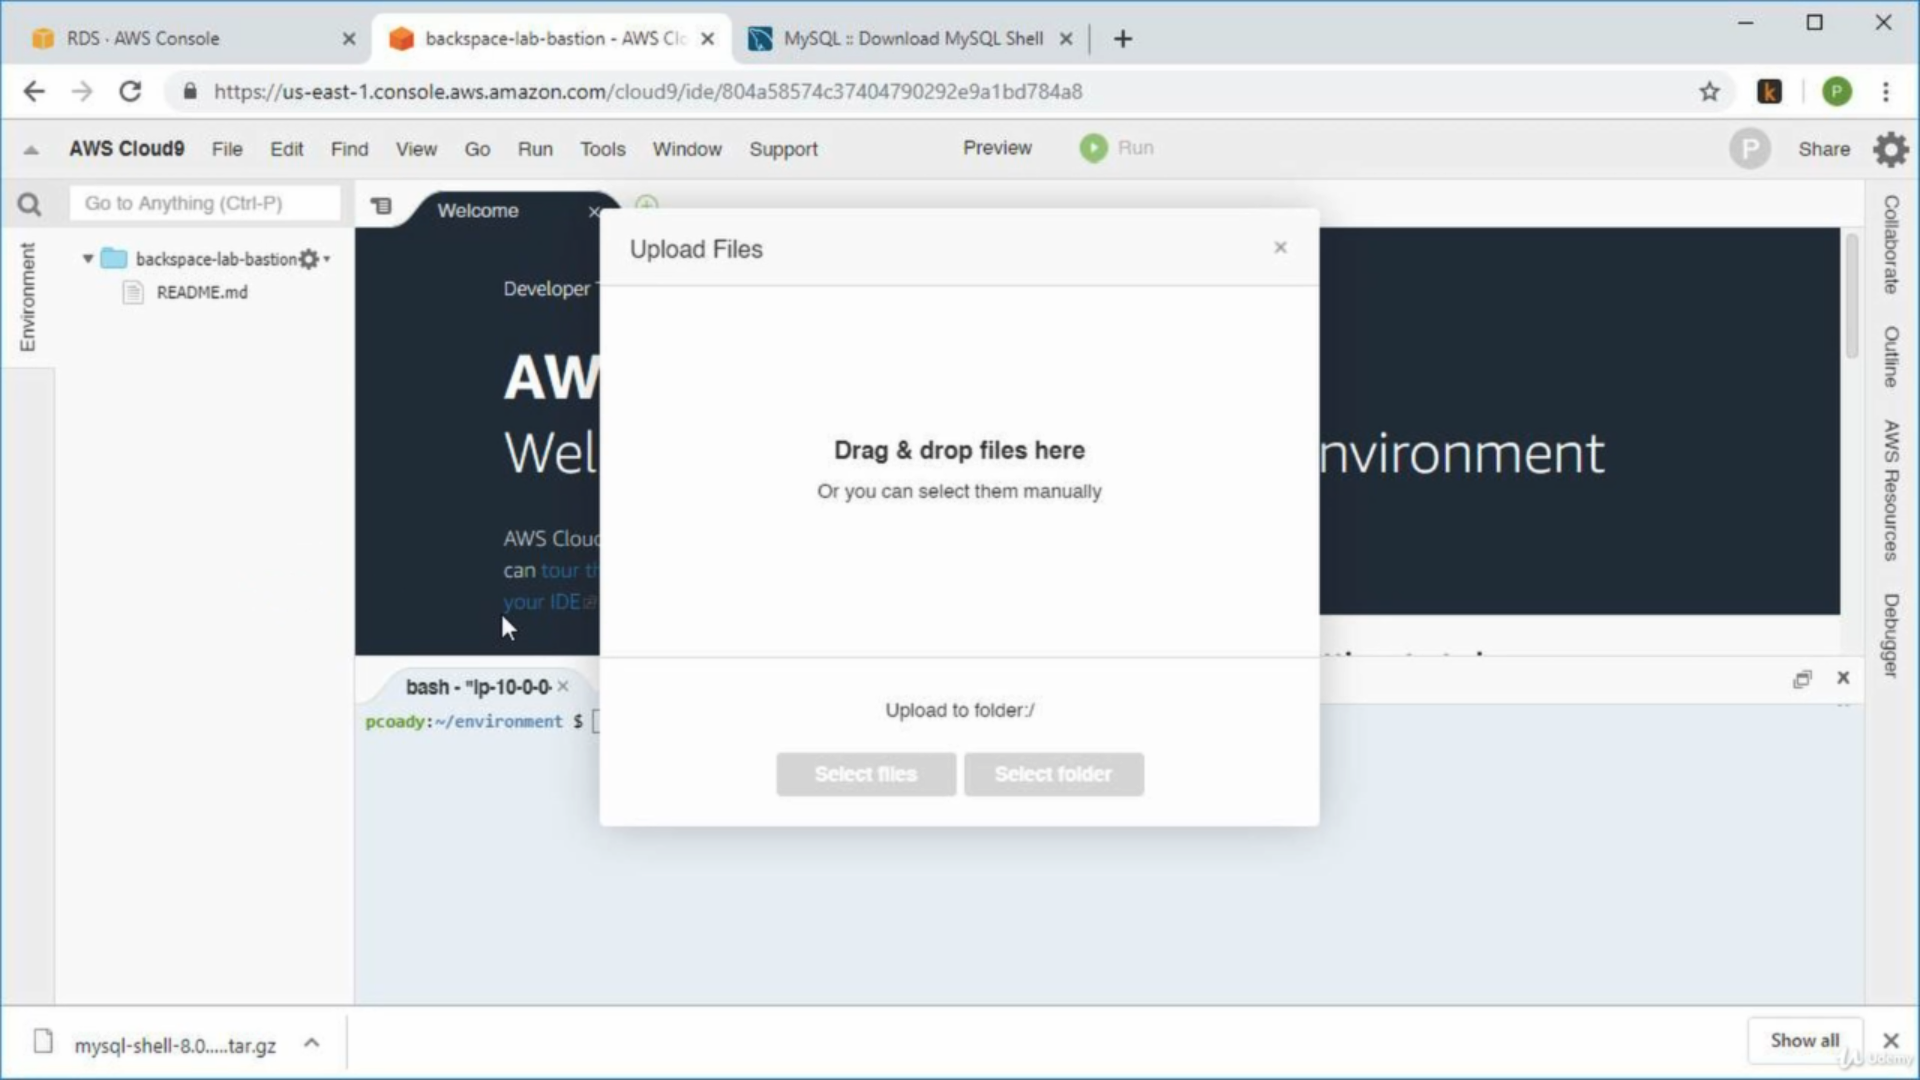 RDS · AWS Console
backspace-lab-bastion - AWS Clo
MySQL :: Download MySQL Shell
https://us-east-1.console.aws.amazon.com/cloud9/ide/804a58574c37404790292e9a1bd784a8
k
P
AWS Cloud9 File Edit Find View Go Run Tools Window Support Preview Run P Share
Go to Anything (Ctrl-P)
Welcome
Environment
backspace-lab-bastion
README.md
Upload Files
Developer
AW
Wel
nvironment
AWS Cloud
can tour th
your IDE
Drag & drop files here
Or you can select them manually
Upload to folder:/
Select files
Select folder
bash - "ip-10-0-0-
pcoady:~/environment $
Collaborate
Outline
AWS Resources
Debugger
mysql-shell-8.0.....tar.gz
Show all
Udemy